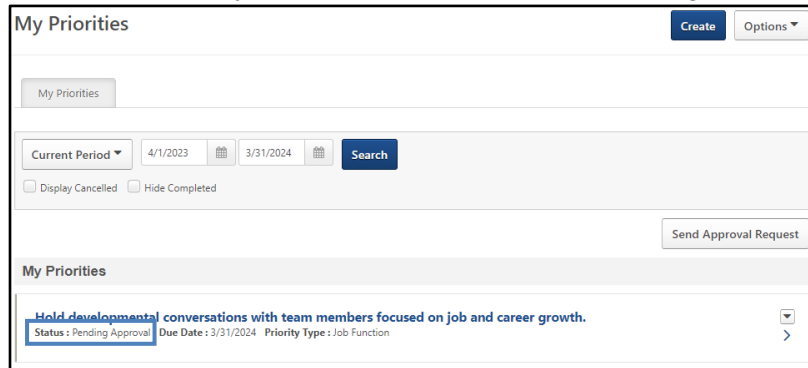 My Priorities
Create
Options
My Priorities
Current Period
4/1/2023
3/31/2024
Search
Display Cancelled
Hide Completed
Send Approval Request
My Priorities
Hold developmental conversations with team members focused on job and career growth.
Status : Pending Approval Due Date : 3/31/2024 Priority Type : Job Function